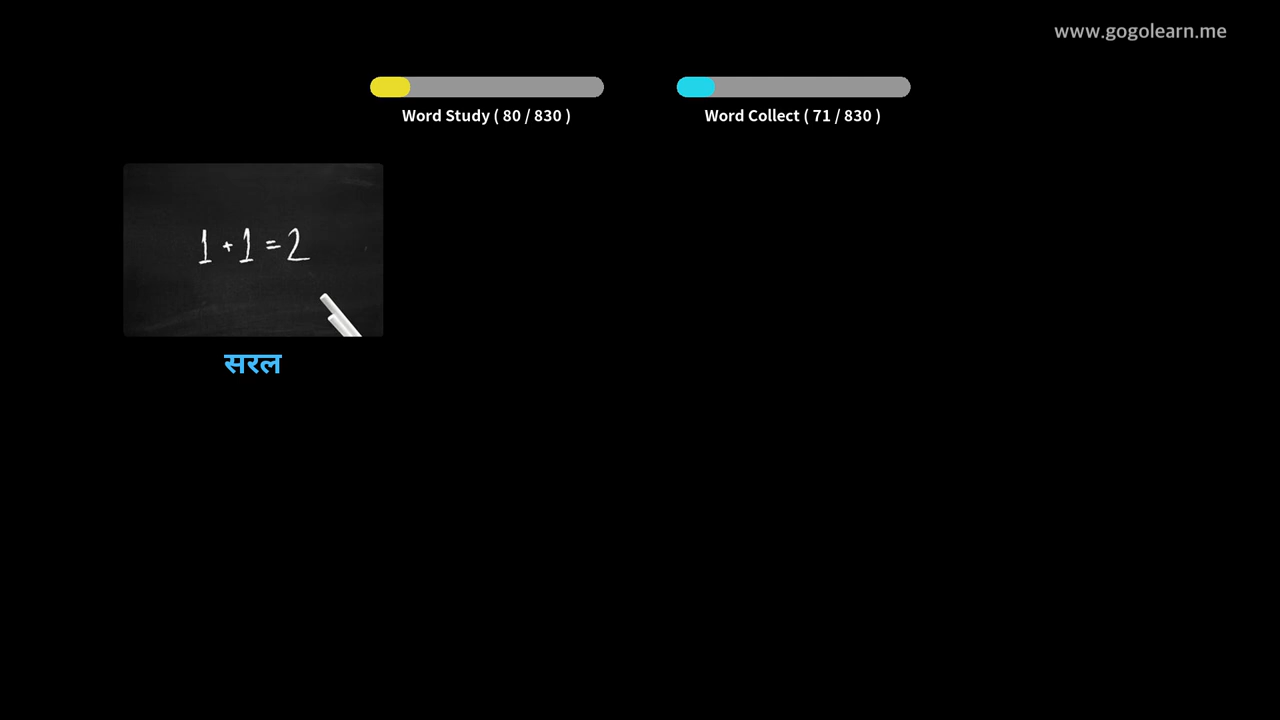 www.gogolearn.me
Word Study ( 80 / 830 )
Word Collect ( 71 / 830 )
1 + 1 = 2
सरल